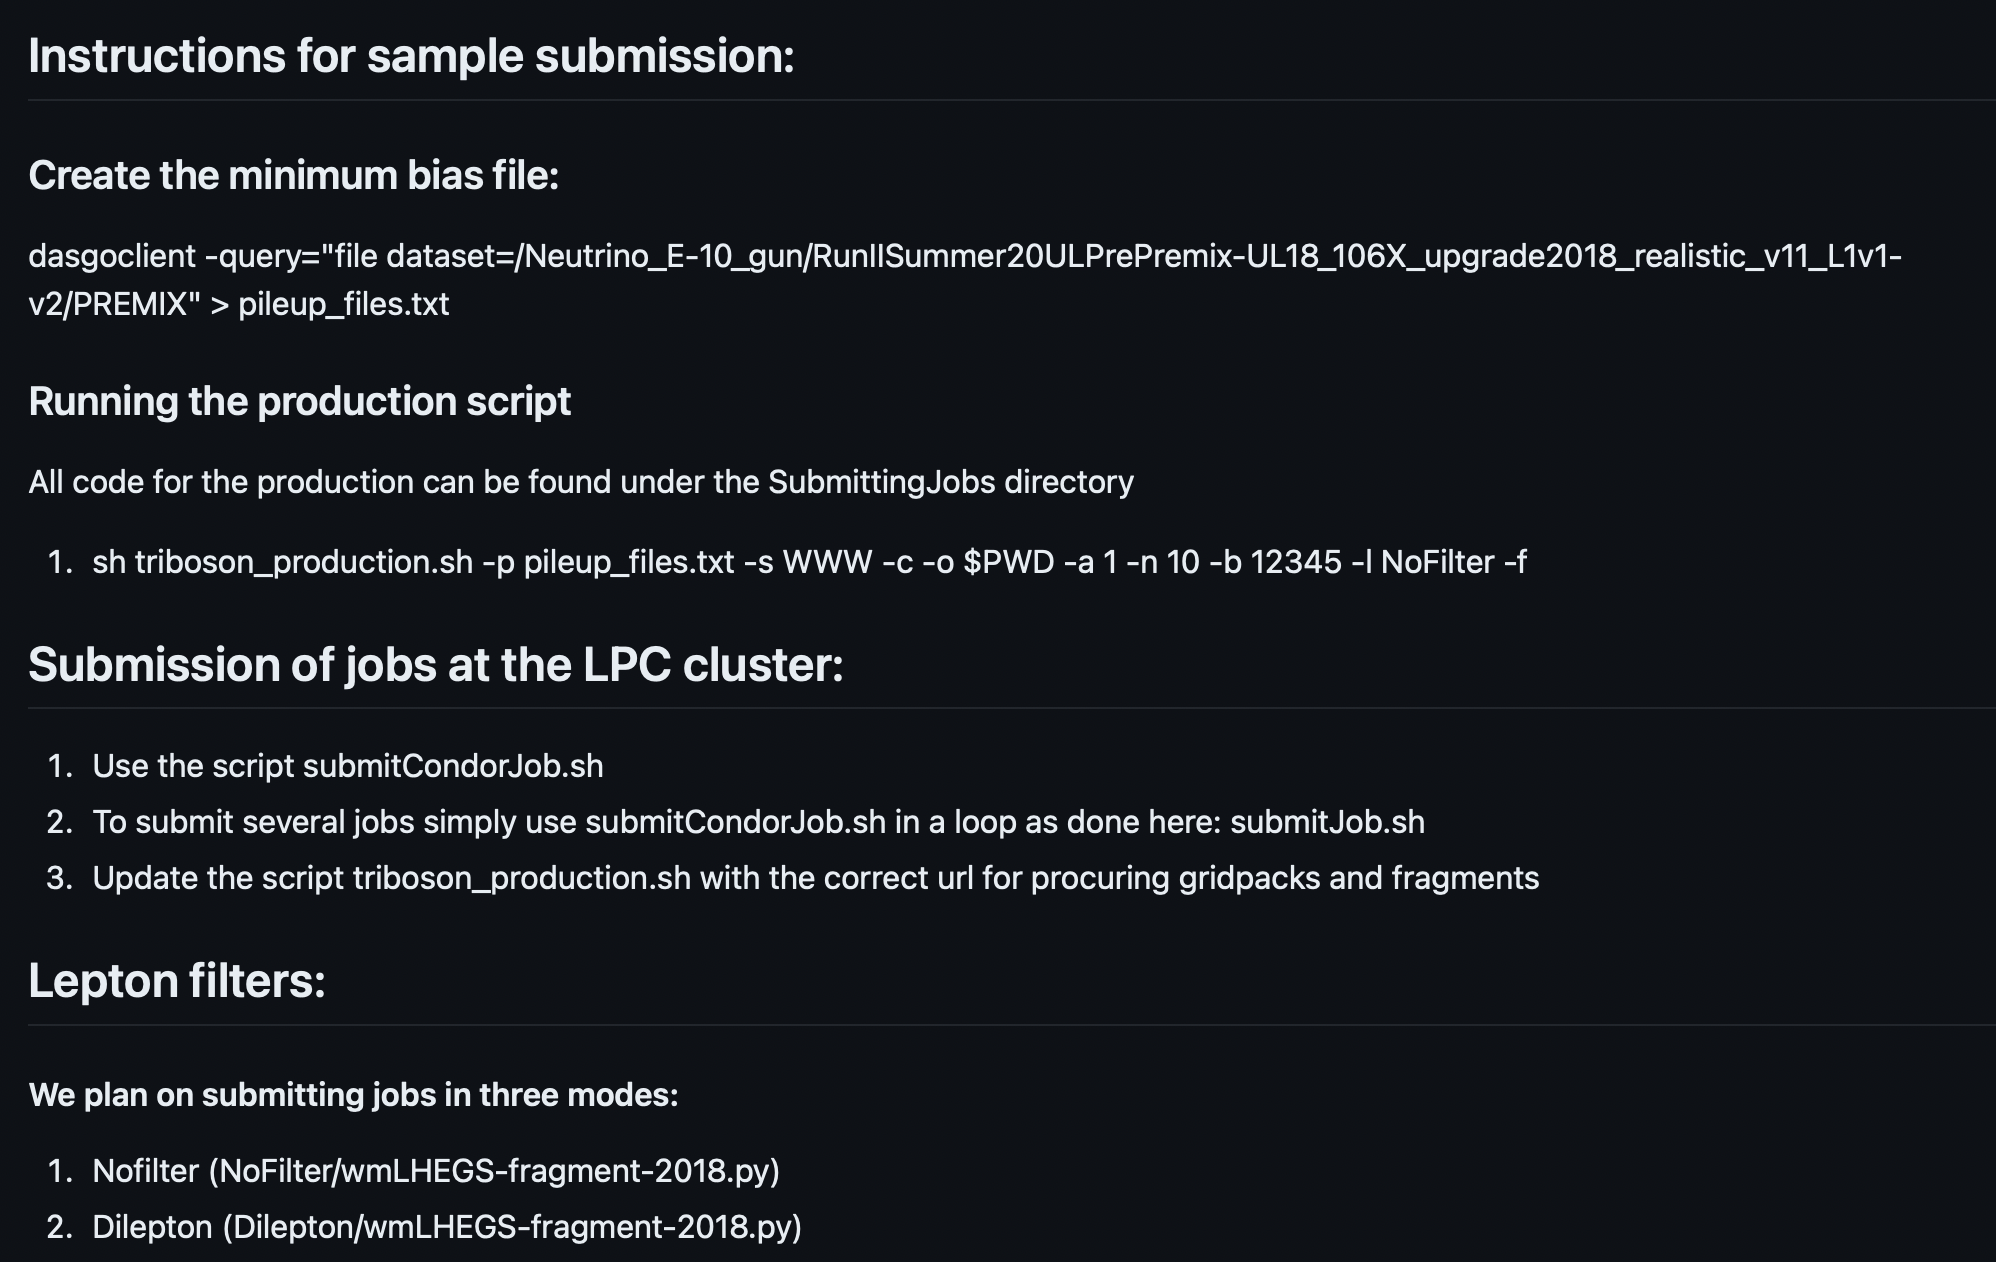 Instructions for sample submission:
Create the minimum bias file:
dasgoclient -query="file dataset=/Neutrino_E-10_gun/RunIISummer20ULPrePremix-UL18_106X_upgrade2018_realistic_v11_L1v1-
v2/PREMIX" > pileup_files.txt
Running the production script
All code for the production can be found under the SubmittingJobs directory
1. sh triboson_production.sh -p pileup_files.txt -s WWW -c -o $PWD -a 1 -n 10 -b 12345 -l NoFilter -f
Submission of jobs at the LPC cluster:
1. Use the script submitCondorJob.sh
2. To submit several jobs simply use submitCondorJob.sh in a loop as done here: submitJob.sh
3. Update the script triboson_production.sh with the correct url for procuring gridpacks and fragments
Lepton filters:
We plan on submitting jobs in three modes:
1. Nofilter (NoFilter/wmLHEGS-fragment-2018.py)
2. Dilepton (Dilepton/wmLHEGS-fragment-2018.py)